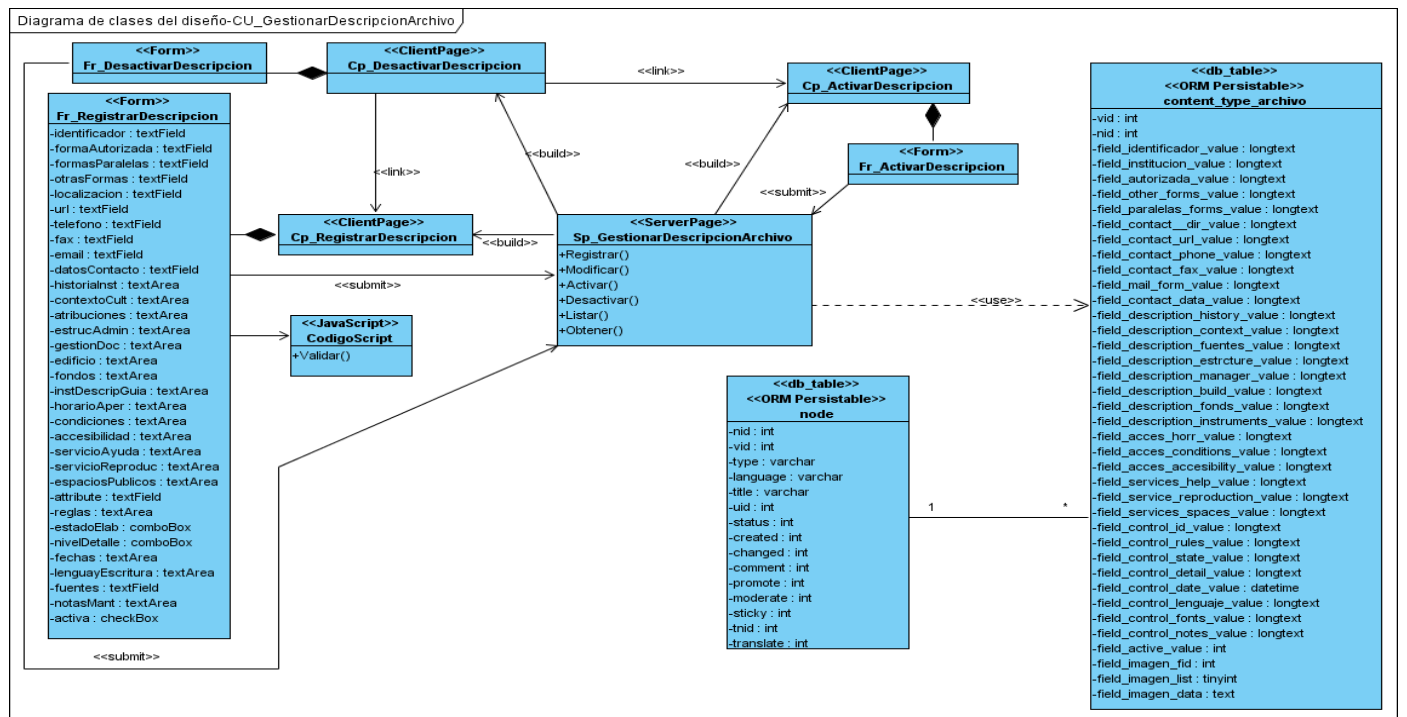 Diagrama de clases del diseño-CU_GestionarDescripcionArchivo
<<Form>>
Fr_DesactivarDescripcion
<<ClientPage>>
Cp_DesactivarDescripcion
<<link>>
<<ClientPage>>
Cp_ActivarDescripcion
<<Form>>
Fr_RegistrarDescripcion
-identificador : textField
-formaAutorizada : textField
-formasParalelas : textField
-otrasFormas : textField
-localizacion : textField
-url : textField
-telefono : textField
-fax : textField
-email : textField
-datosContacto : textField
-historialnst : textArea
-contextoCult : textArea
-atribuciones : textArea
-estrucAdmin : textArea
-gestionDoc : textArea
-edificio : textArea
-fondos : textArea
-instDescripGuia : textArea
-horarioAper : textArea
-condiciones : textArea
-accesibilidad : textArea
-servicioAyuda : textArea
-servicioReproduc : textArea
-espaciosPublicos : textArea
-attribute : textField
-reglas : textArea
-estadoElab : comboBox
-nivelDetalle : comboBox
-fechas : textArea
-lenguayEscritura : textArea
-fuentes : textField
-notasMant : textArea
-activa : checkBox
<<link>>
<<build>>
<<build>>
<<Form>>
Fr_ActivarDescripcion
<<submit>>
<<ClientPage>>
Cp_RegistrarDescripcion
<<build>>
<<submit>>
<<ServerPage>>
Sp_GestionarDescripcionArchivo
+Registrar()
+Modificar()
+Activar()
+Desactivar()
+Listar()
+Obtener()
<<use>>
<<JavaScript>>
CodigoScript
+Validar()
<<submit>>
<<db_table>>
<<ORM Persistable>>
node
-nid : int
-vid : int
-type : varchar
-language : varchar
-title : varchar
-uid : int
-status : int
-created : int
-changed : int
-comment : int
-promote : int
-moderate : int
-sticky : int
-tnid : int
-translate : int
1
*
<<db_table>>
<<ORM Persistable>>
content_type_archivo
-vid : int
-nid : int
-field_identificador_value : longtext
-field_institucion_value : longtext
-field_autorizada_value : longtext
-field_other_forms_value : longtext
-field_paralelas_forms_value : longtext
-field_contact__dir_value : longtext
-field_contact_url_value : longtext
-field_contact_phone_value : longtext
-field_contact_fax_value : longtext
-field_mail_form_value : longtext
-field_contact_data_value : longtext
-field_description_history_value : longtext
-field_description_context_value : longtext
-field_description_fuentes_value : longtext
-field_description_estrcture_value : longtext
-field_description_manager_value : longtext
-field_description_build_value : longtext
-field_description_fonds_value : longtext
-field_description_instruments_value : longtext
-field_acces_horr_value : longtext
-field_acces_conditions_value : longtext
-field_acces_accesibility_value : longtext
-field_services_help_value : longtext
-field_service_reproduction_value : longtext
-field_services_spaces_value : longtext
-field_control_id_value : longtext
-field_control_rules_value : longtext
-field_control_state_value : longtext
-field_control_detail_value : longtext
-field_control_date_value : datetime
-field_control_lenguaje_value : longtext
-field_control_fonts_value : longtext
-field_control_notes_value : longtext
-field_active_value : int
-field_imagen_fid : int
-field_imagen_list : tinyint
-field_imagen_data : text